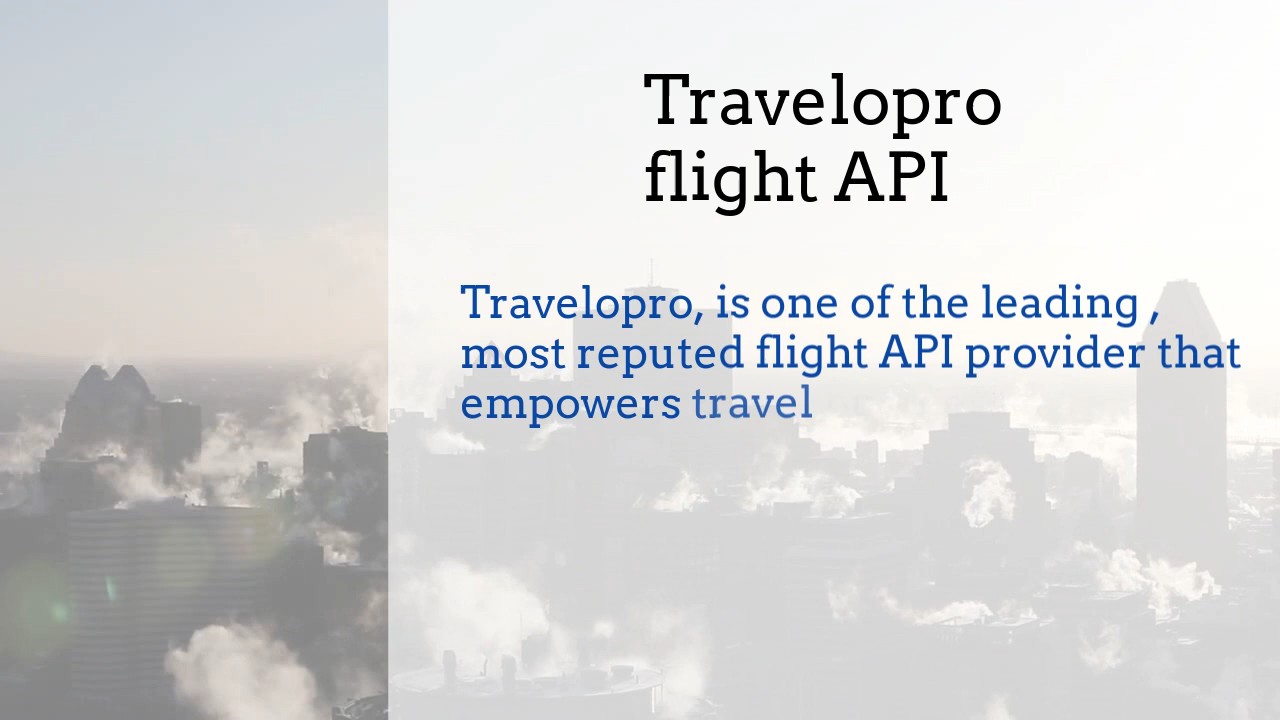 Travelopro
flight API
Travelopro, is one of the leading ,
most reputed flight API provider that
empowers travel